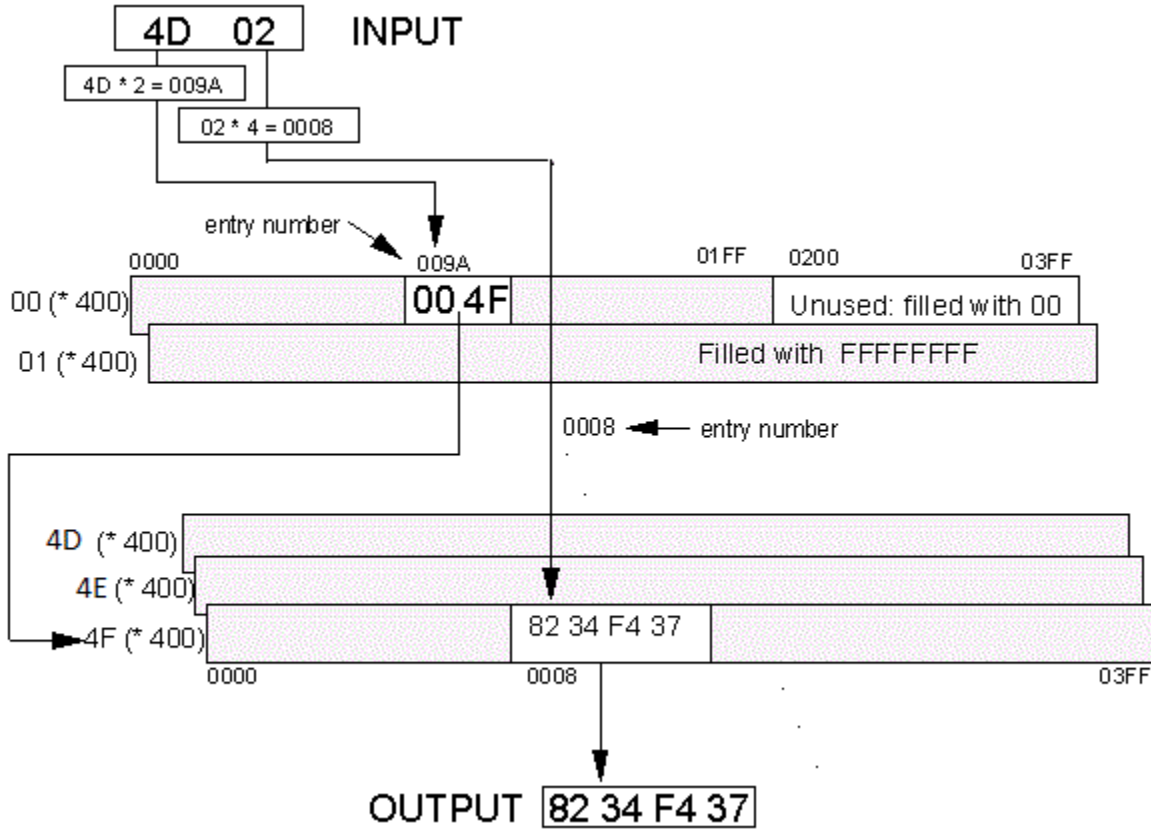 4D 02 INPUT
4D * 2 = 009A
02 * 4 = 0008
entry number
0000 009A 01FF 0200 03FF
00 (* 400) 00 4F Unused: filled with 00
01 (* 400) Filled with FFFFFFFF
0008 entry number
4D (* 400)
4E (* 400)
4F (* 400) 82 34 F4 37
0000 0008 03FF
OUTPUT 82 34 F4 37